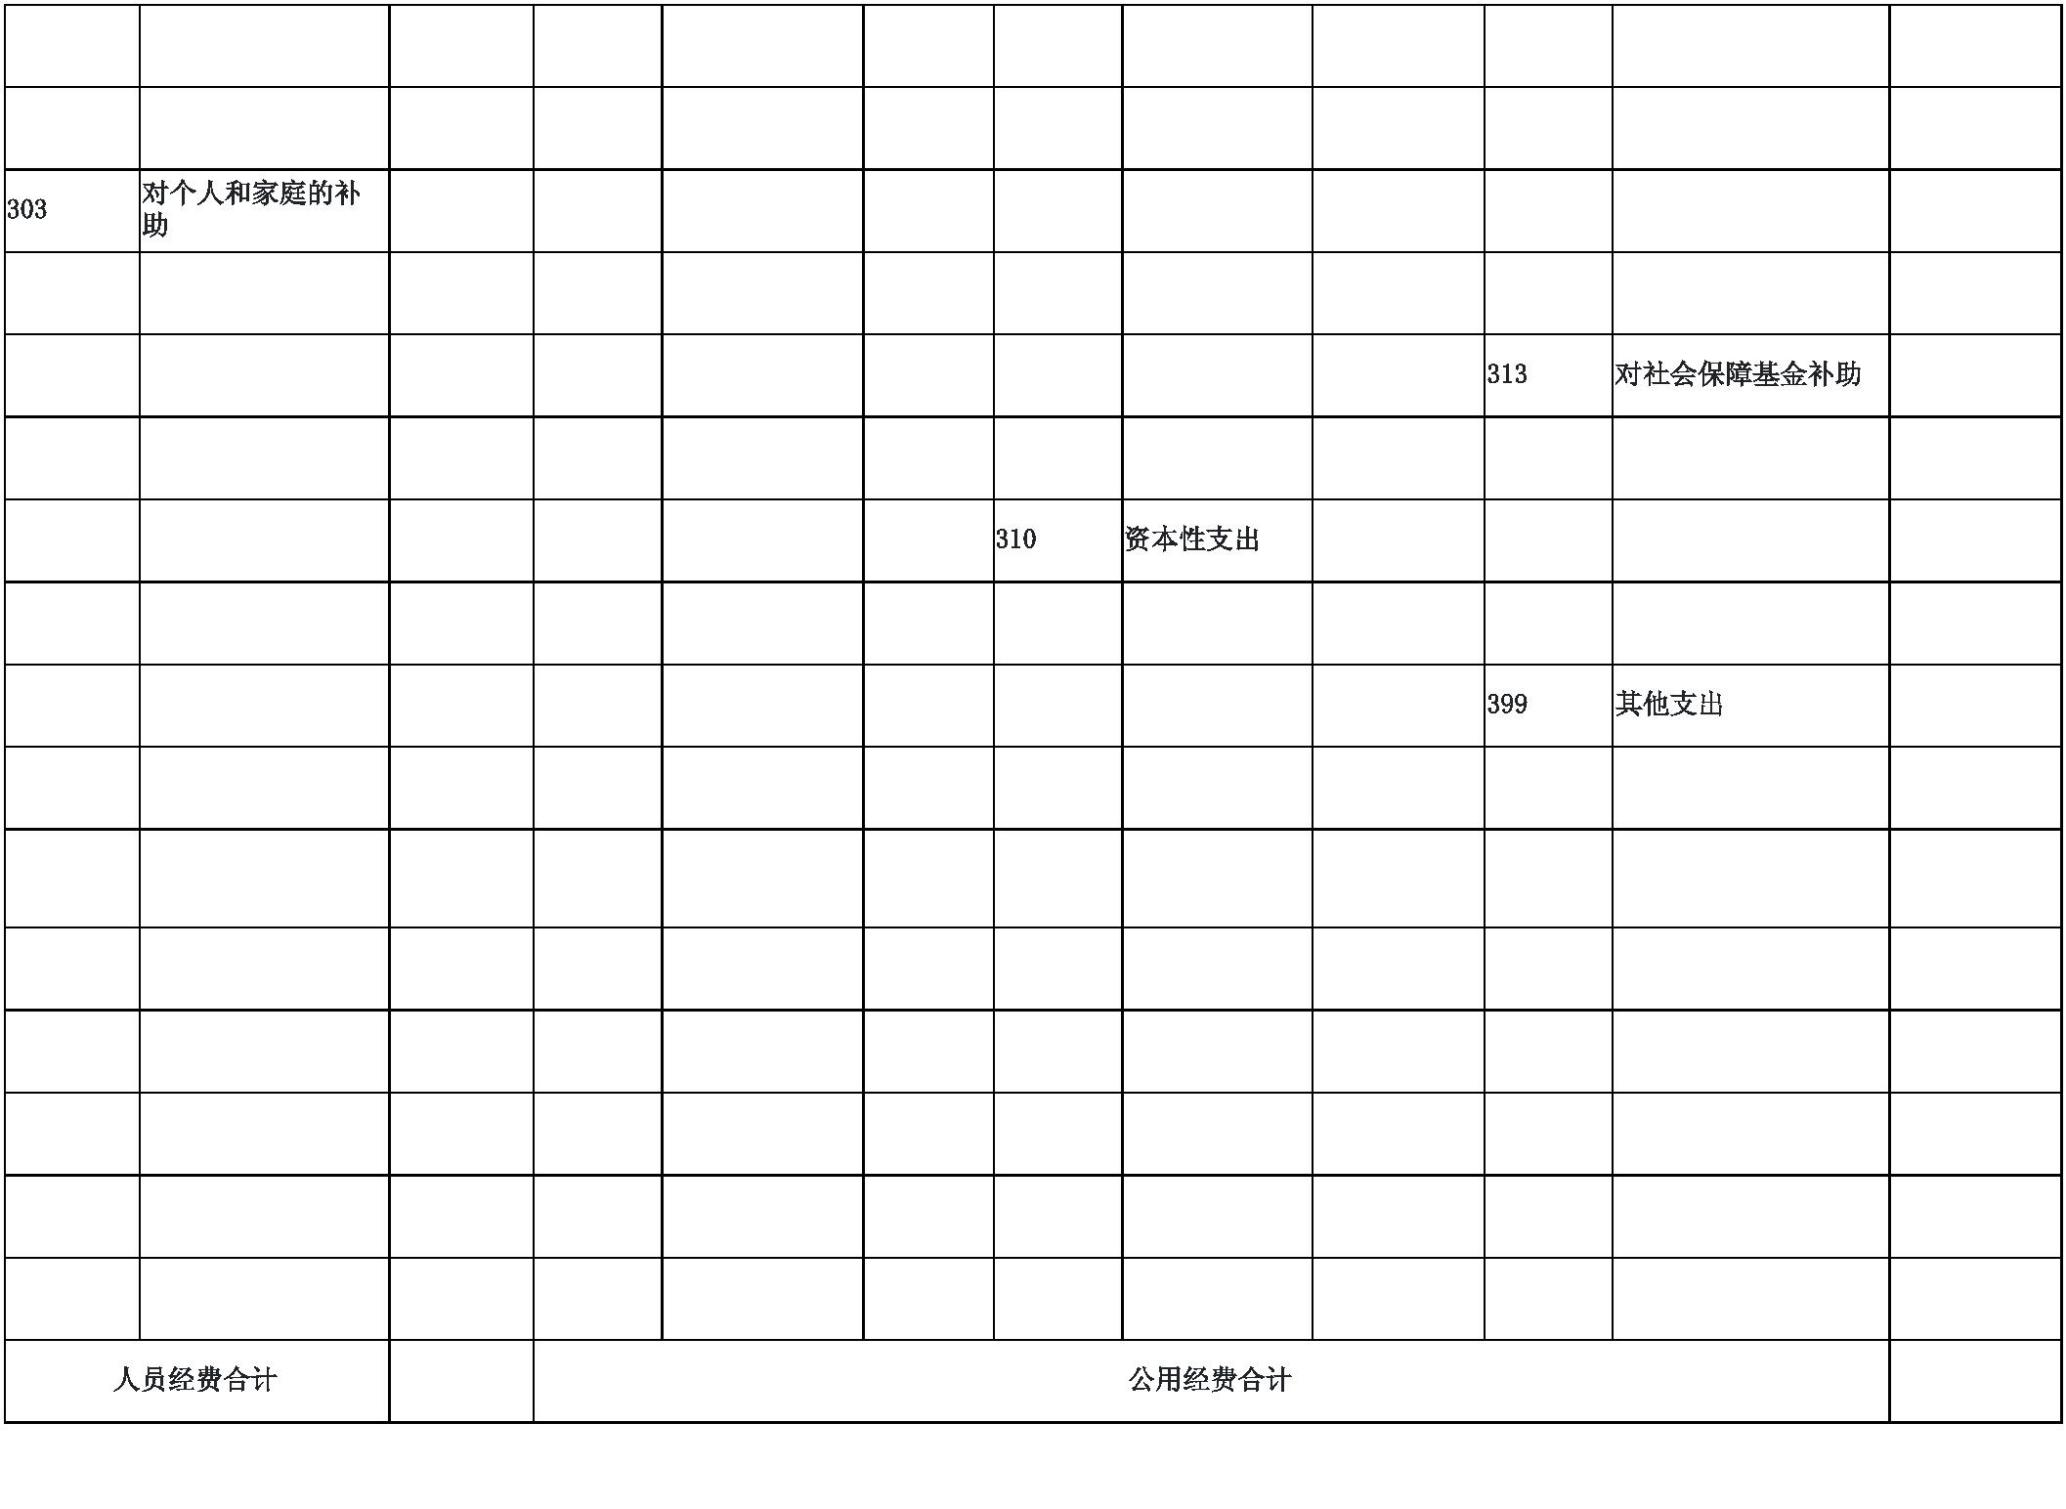 303 对个人和家庭的补
助
313 对社会保障基金补助
310 资本性支出
399 其他支出
人员经费合计 公用经费合计